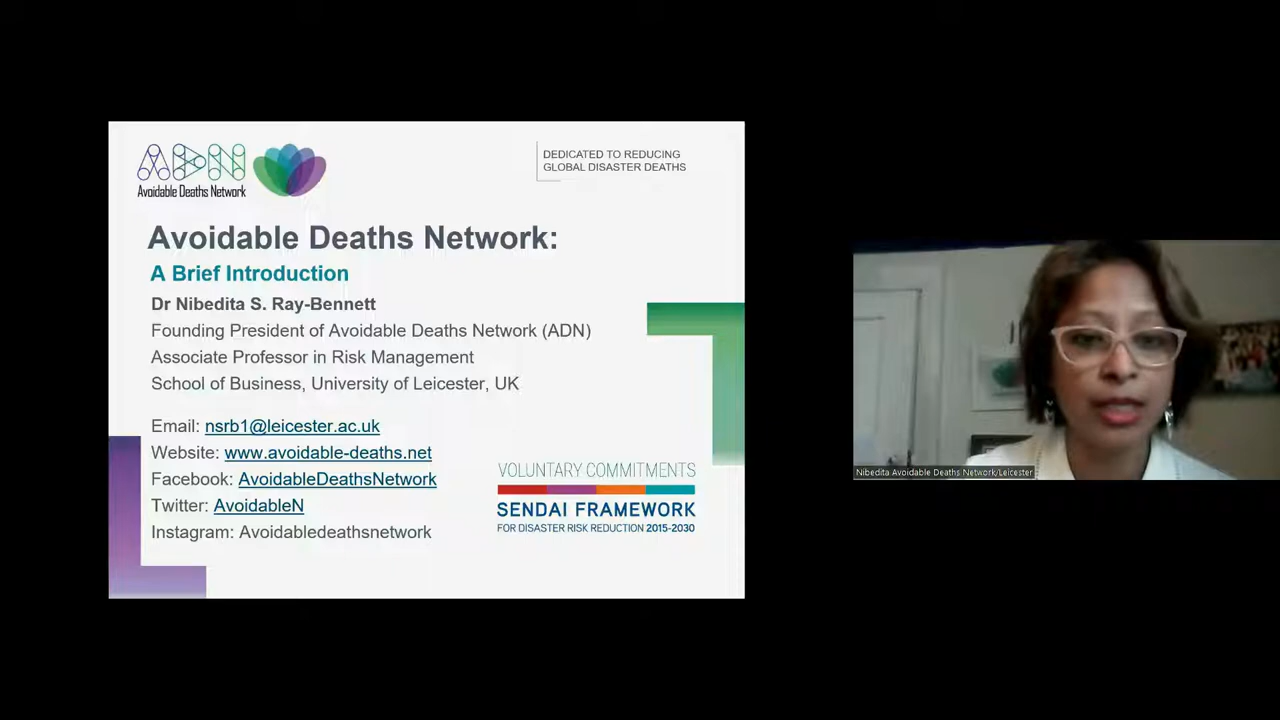 ADN
Avoidable Deaths Network
DEDICATED TO REDUCING
GLOBAL DISASTER DEATHS
Avoidable Deaths Network:
A Brief Introduction
Dr Nibedita S. Ray-Bennett
Founding President of Avoidable Deaths Network (ADN)
Associate Professor in Risk Management
School of Business, University of Leicester, UK
Email: nsrb1@leicester.ac.uk
Website: www.avoidable-deaths.net
Facebook: AvoidableDeathsNetwork
Twitter: AvoidableN
Instagram: Avoidabledeathsnetwork
VOLUNTARY COMMITMENTS
SENDAI FRAMEWORK
FOR DISASTER RISK REDUCTION 2015-2030
Nibedita Avoidable Deaths Network/Leicester